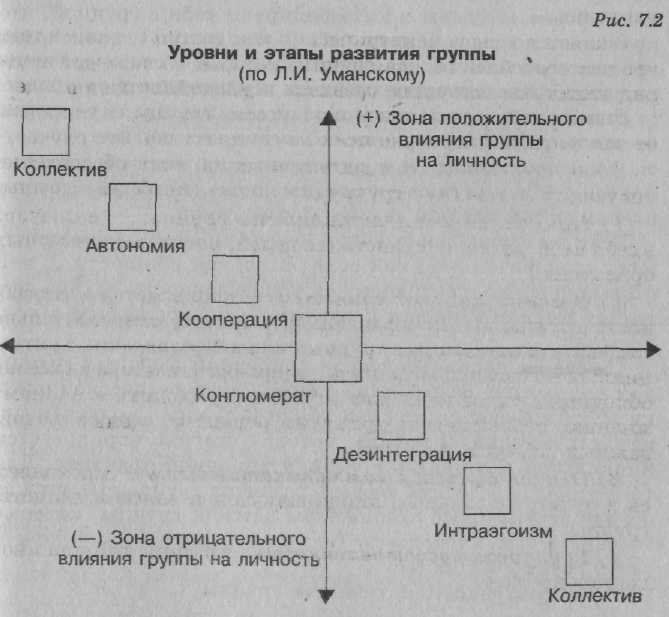 Рис. 7.2
Уровни и этапы развития группы
(по Л.И. Уманскому)
(+) Зона положительного
влияния группы
на личность
Коллектив
Автономия
Кооперация
Конгломерат
Дезинтеграция
Интраэгоизм
(—) Зона отрицательного
влияния группы на личность
Коллектив